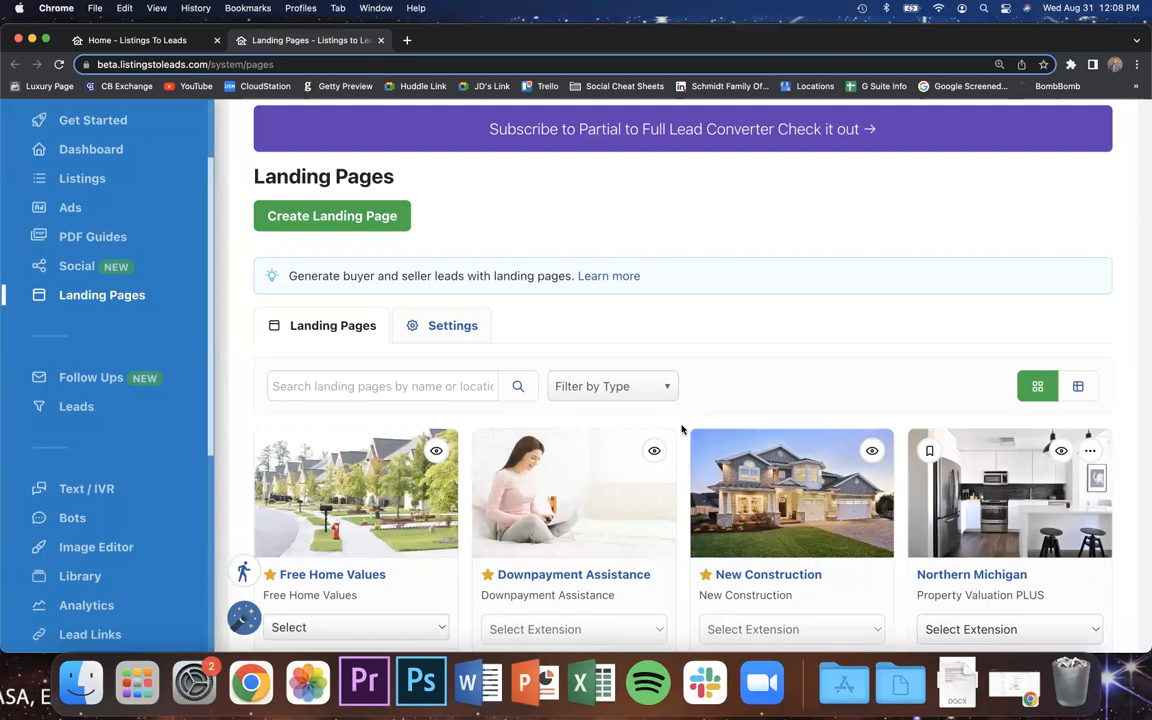 Chrome File Edit View History Bookmarks Profiles Tab Window Help Wed Aug 31 12:08 PM
Home - Listings To Leads × Landing Pages - Listings to Le × +
beta.listingstoleads.com/system/pages
Luxury Page CB Exchange YouTube DSM CloudStation Getty Preview Huddle Link JD's Link Trello Social Cheat Sheets Schmidt Family Of... Locations G Suite Info Google Screened... BombBomb »
Subscribe to Partial to Full Lead Converter Check it out →
Get Started
Dashboard
Listings
Ads
PDF Guides
Social NEW
Landing Pages
Follow Ups NEW
Leads
Text / IVR
Bots
Image Editor
Library
Analytics
Lead Links
Landing Pages
Create Landing Page
Generate buyer and seller leads with landing pages. Learn more
Landing Pages Settings
Search landing pages by name or locatic Filter by Type
Free Home Values
Free Home Values
Select
Downpayment Assistance
Downpayment Assistance
Select Extension
New Construction
New Construction
Select Extension
Northern Michigan
Property Valuation PLUS
Select Extension
ASA, E
2
Pr
Ps
W
P
X
DOCX